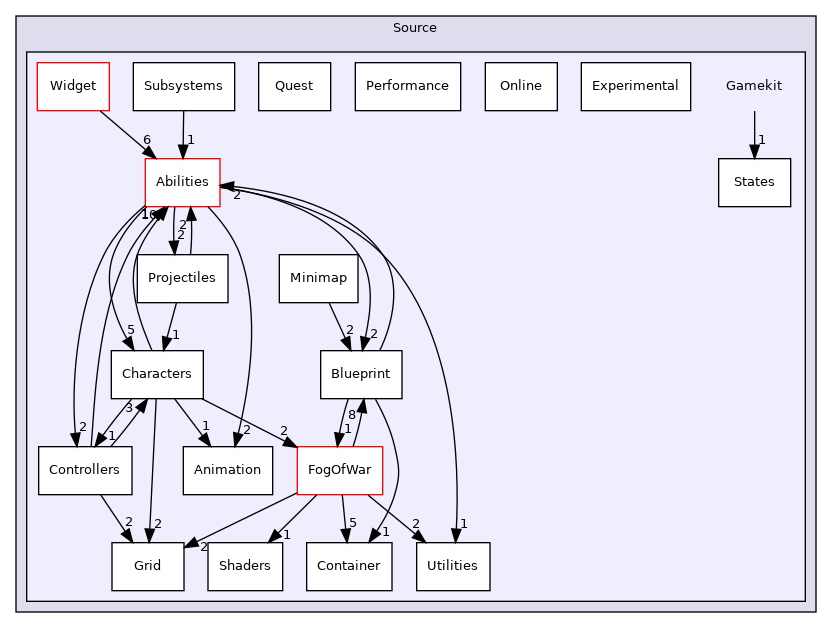 Source
Widget
Subsystems
Quest
Performance
Online
Experimental
Gamekit
6
1
1
Abilities
States
2
2
2
Projectiles
Minimap
5
1
2
2
Characters
Blueprint
3
1
2
1
2
2
8
1
Controllers
Animation
FogOfWar
2
2
2
1
5
1
2
1
Grid
Shaders
Container
Utilities